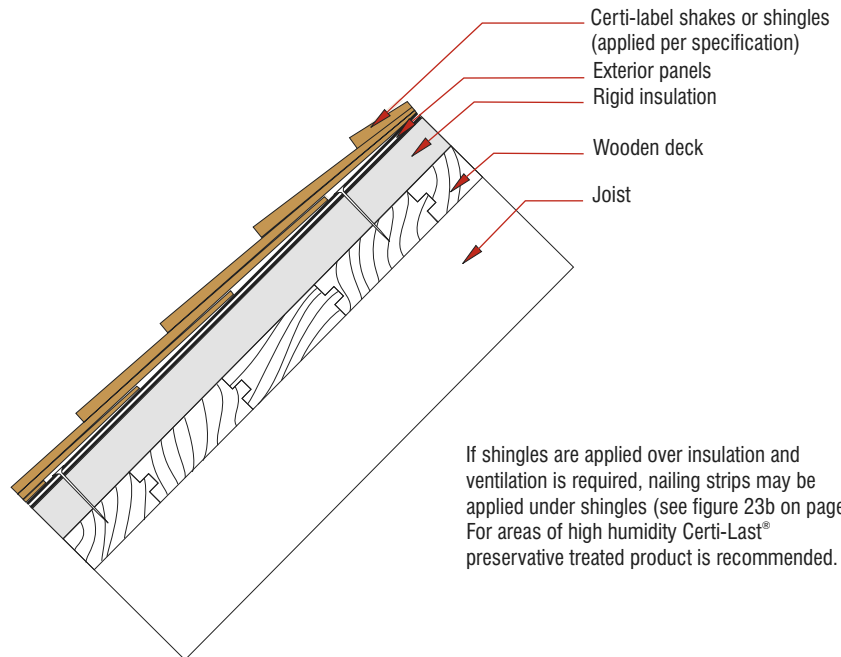 Certi-label shakes or shingles
(applied per specification)
Exterior panels
Rigid insulation
Wooden deck
Joist
If shingles are applied over insulation and
ventilation is required, nailing strips may be
applied under shingles (see figure 23b on page
For areas of high humidity Certi-Last®
preservative treated product is recommended.